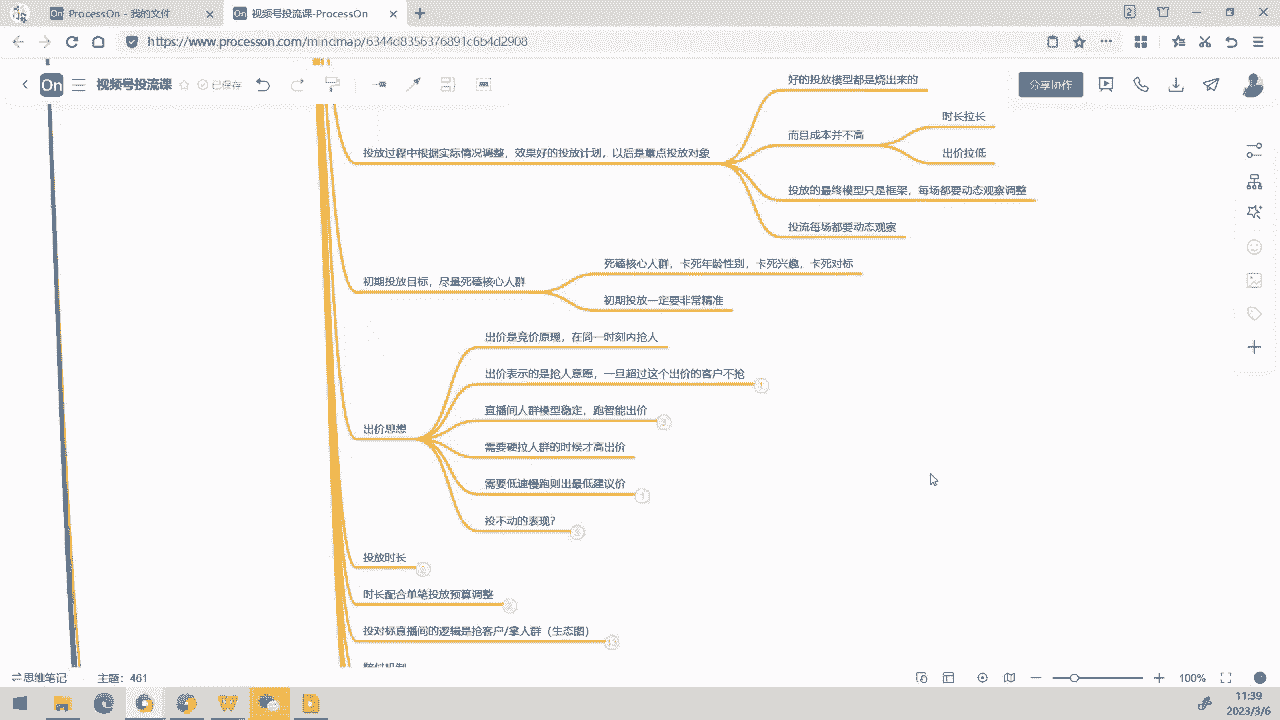 ProcessOn - 我的文件
视频号投流课-ProcessOn
2
https://www.processon.com/mindmap/6344d8356376891c6b4d2908
On
视频号投流课
已保存
分享协作
好的投放模型都是烧出来的
时长拉长
而且成本并不高
出价拉低
投放过程中根据实际情况调整，效果好的投放计划，以后是重点投放对象
投放的最终模型只是框架，每场都要动态观察调整
投流每场都要动态观察
死磕核心人群，卡死年龄性别，卡死兴趣，卡死对标
初期投放目标，尽量死磕核心人群
初期投放一定要非常精准
出价是竞价原理，在同一时刻内抢人
出价表示的是抢人意愿，一旦超过这个出价的客户不抢
直播间人群模型稳定，跑智能出价
出价思想
需要硬拉人群的时候才高出价
需要低速慢跑则出最低建议价
投不动的表现？
投放时长
时长配合单笔投放预算调整
投对标直播间的逻辑是抢客户/拿人群（生态图）
13
思维笔记
主题：461
100%
11:39
2023/3/6